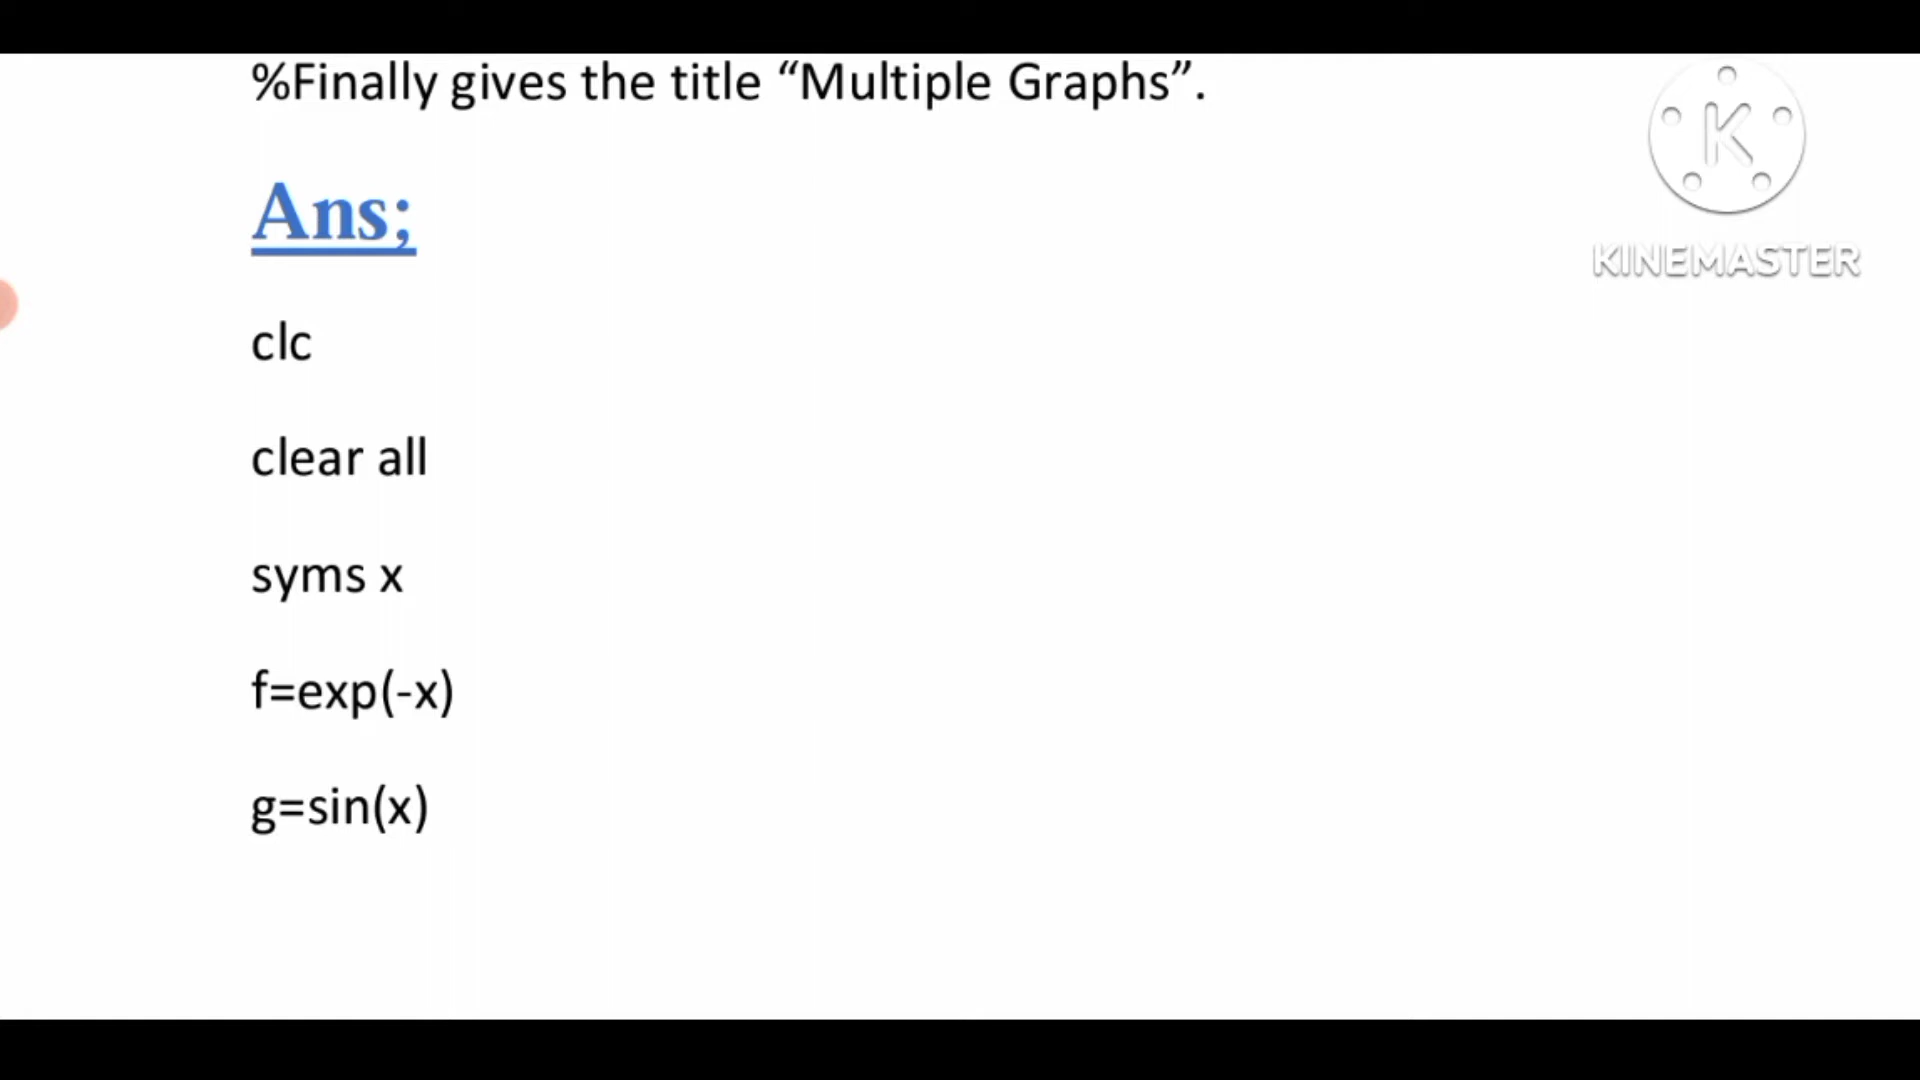 %Finally gives the title “Multiple Graphs”.
K
KINEMASTER
Ans;
clc
clear all
syms x
f=exp(-x)
g=sin(x)